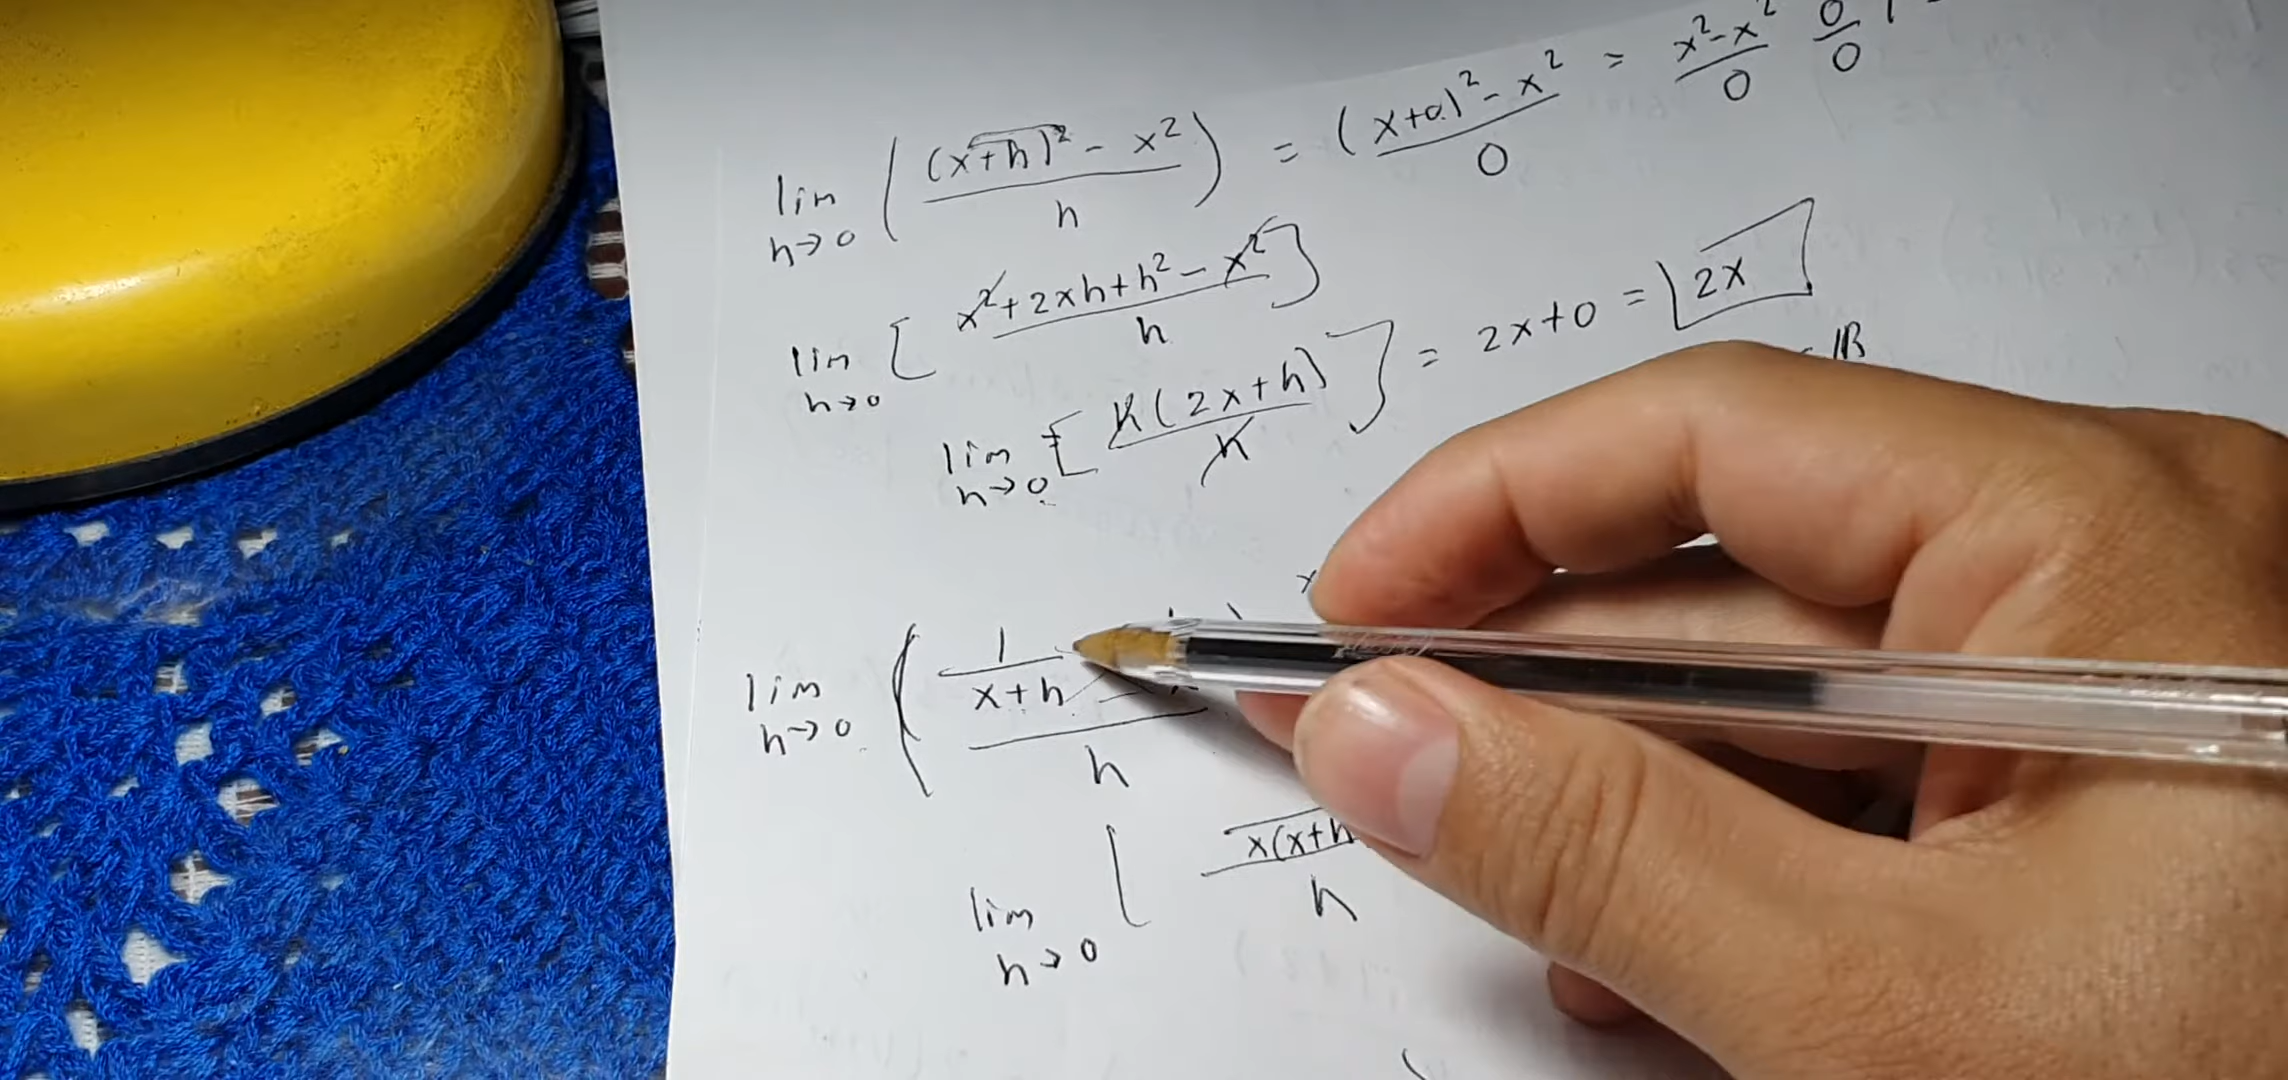 lim h→0 ( ((x+h)² - x²) / h ) = ((x+0)² - x²) / 0 = (x² - x²) / 0 0/0
lim h→0 [ (x² + 2xh + h² - x²) / h ]
lim h→0 [ h(2x+h) / h ] = 2x+0 = 2x
lim h→0 ( 1/(x+h) / h
lim h→0 [ x(x+h / h